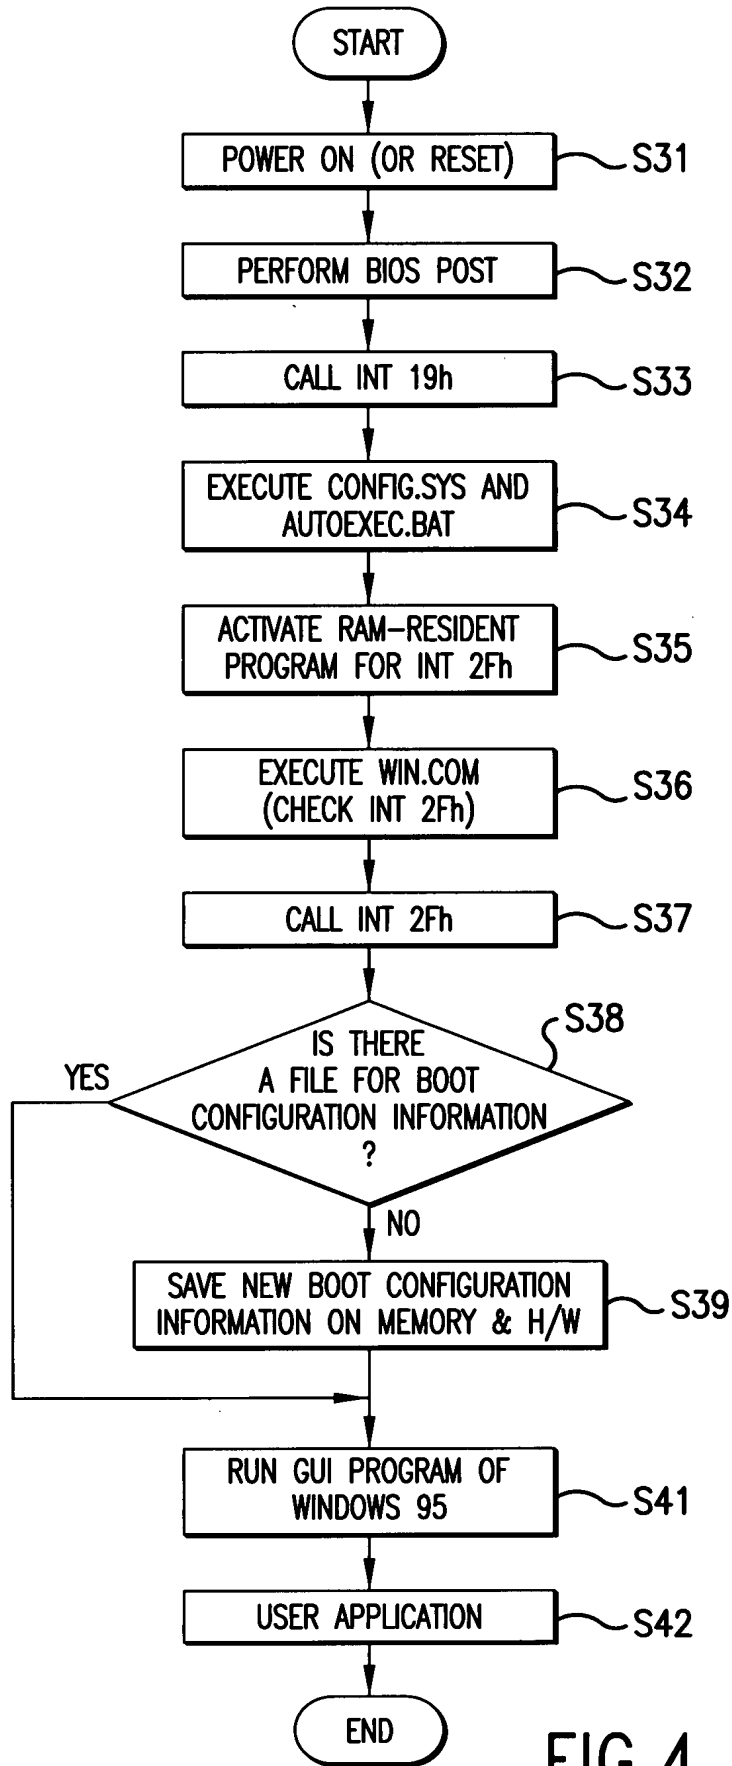 START
POWER ON (OR RESET)
S31
PERFORM BIOS POST
S32
CALL INT 19h
S33
EXECUTE CONFIG.SYS AND
AUTOEXEC.BAT
S34
ACTIVATE RAM-RESIDENT
PROGRAM FOR INT 2Fh
S35
EXECUTE WIN.COM
(CHECK INT 2Fh)
S36
CALL INT 2Fh
S37
S38
IS THERE
A FILE FOR BOOT
CONFIGURATION INFORMATION
?
YES
NO
SAVE NEW BOOT CONFIGURATION
INFORMATION ON MEMORY & H/W
S39
RUN GUI PROGRAM OF
WINDOWS 95
S41
USER APPLICATION
S42
END
FIG.4